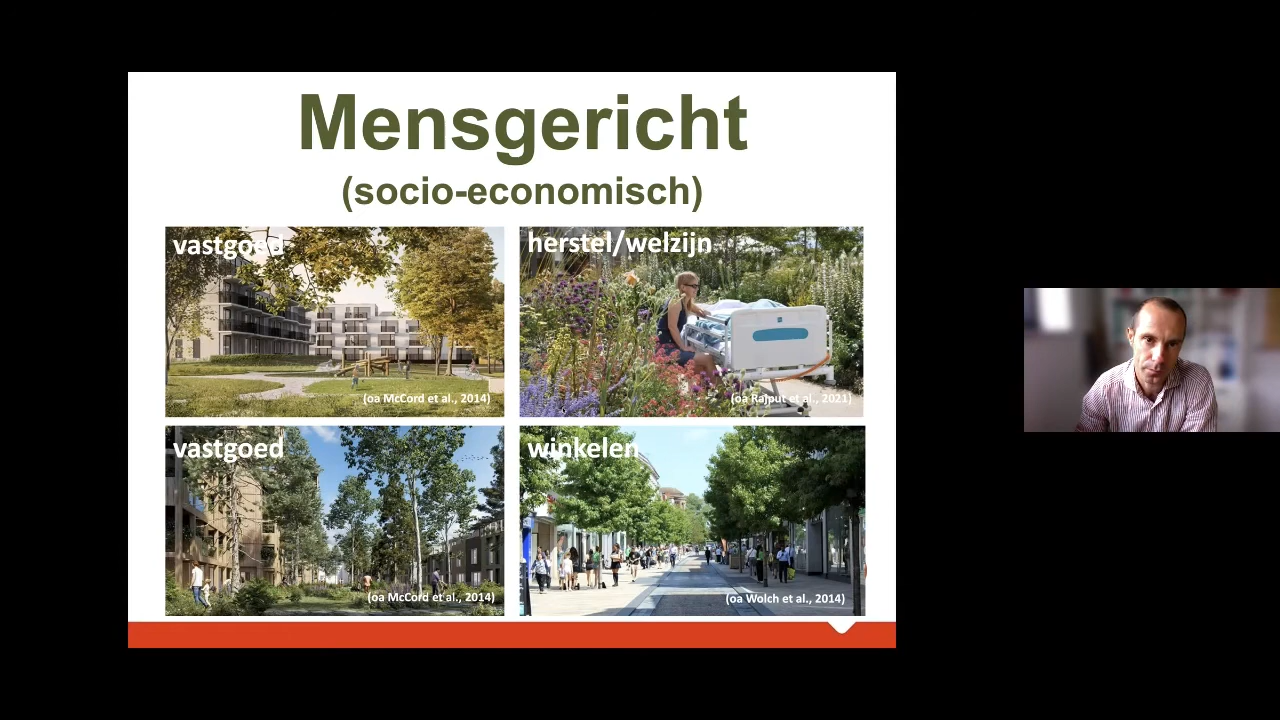 Mensgericht
(socio-economisch)
vastgoed
(oa McCord et al., 2014)
herstel/welzijn
(oa Rajput et al., 2021)
vastgoed
(oa McCord et al., 2014)
winkelen
(oa Wolch et al., 2014)